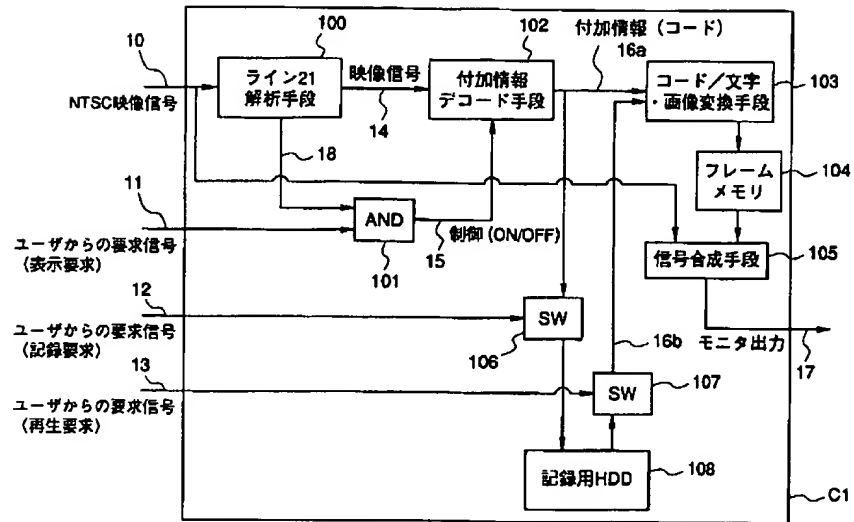 100
102
付加情報(コード)
16a
10
ライン21
解析手段
映像信号
14
付加情報
デコード手段
コード/文字
・画像変換手段
103
NTSC映像信号
18
フレーム
メモリ
104
11
AND
ユーザからの要求信号
(表示要求)
101
15
制御(ON/OFF)
信号合成手段
105
12
SW
ユーザからの要求信号
(記録要求)
106
16b
モニタ出力
17
13
SW
107
ユーザからの要求信号
(再生要求)
記録用HDD
108
C1